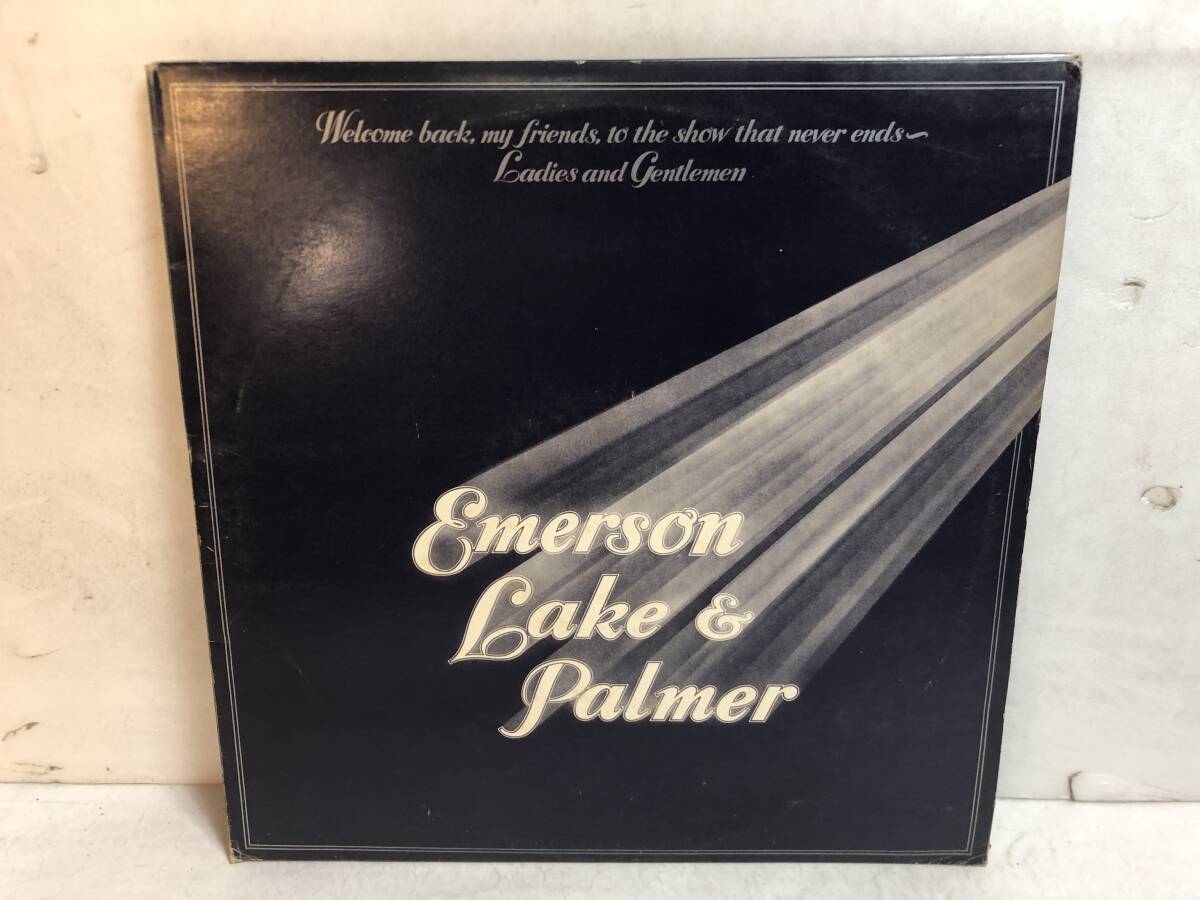 Welcome back, my friends, to the show that never ends~
Ladies and Gentlemen
Emerson
Lake &
Palmer